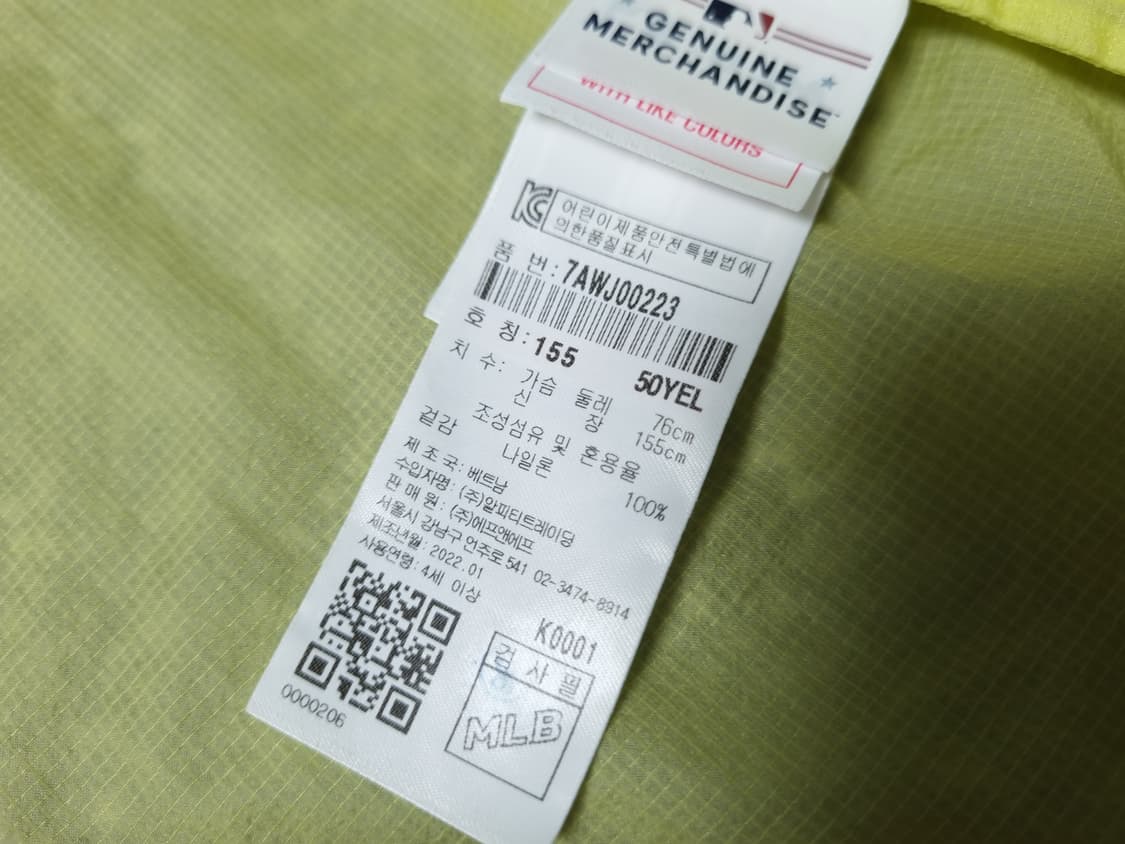 GENUINE
MERCHANDISE
WITH LIKE COLORS
어린이제품안전특별법에
의한품질표시
품 번: 7AWJ00223
호 칭: 155 50YEL
치 수: 가슴 둘레 76cm
신 장 155cm
조성섬유 및 혼용율
겉감 나일론 100%
제 조 국: 베트남
수입자명: (주)알피티트레이딩
판 매 원: (주)에프앤에프
서울시 강남구 언주로 541 02-3474-8914
제조년월: 2022.01
사용연령: 4세 이상
K0001
검 사 필
MLB
0000206